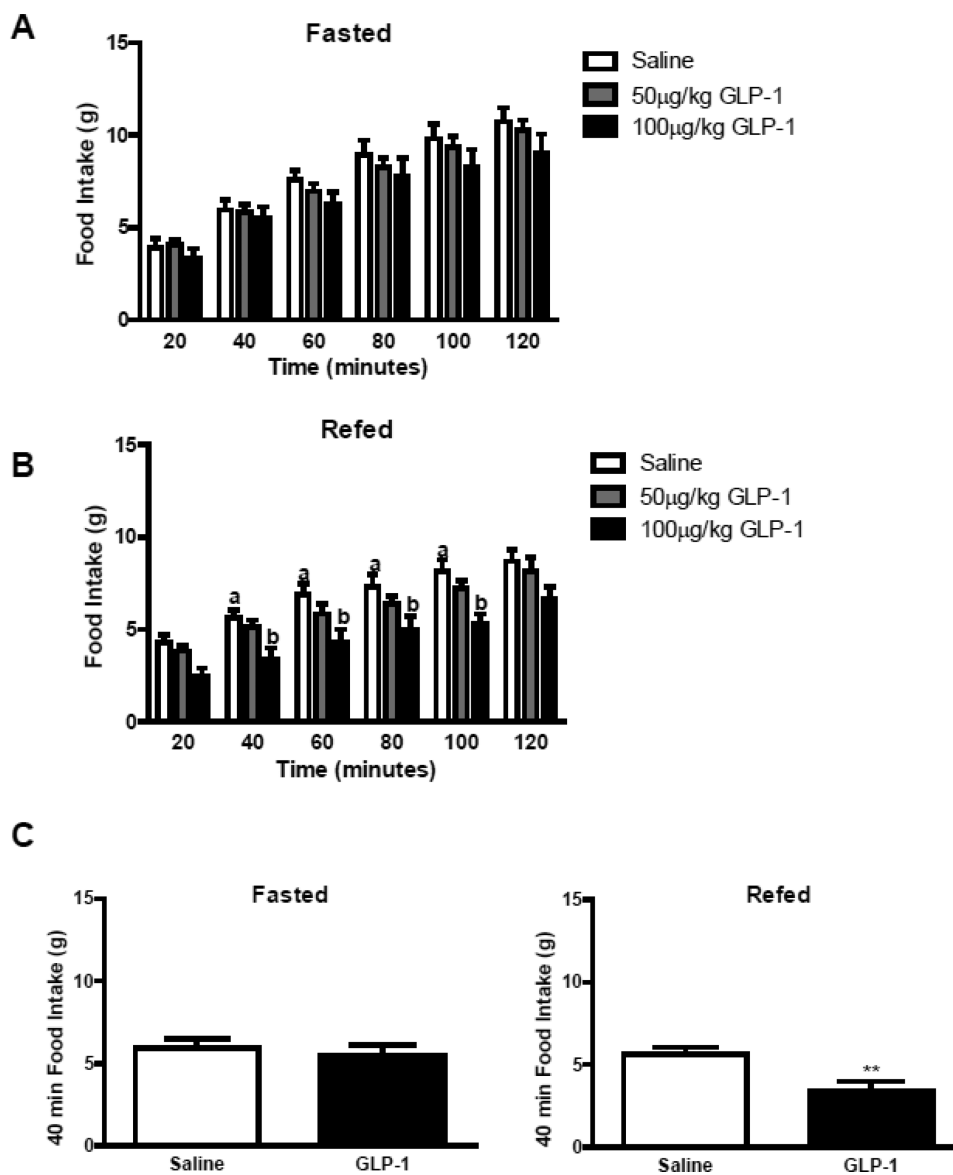 A
Fasted
15
10
5
0
Food Intake (g)
Saline
50μg/kg GLP-1
100μg/kg GLP-1
20 40 60 80 100 120
Time (minutes)
B
Refed
15
10
5
0
Food Intake (g)
Saline
50μg/kg GLP-1
100μg/kg GLP-1
a a a a
b b b b
20 40 60 80 100 120
Time (minutes)
C
Fasted
15
10
5
0
40 min Food Intake (g)
Saline GLP-1
Refed
15
10
5
0
40 min Food Intake (g)
**
Saline GLP-1